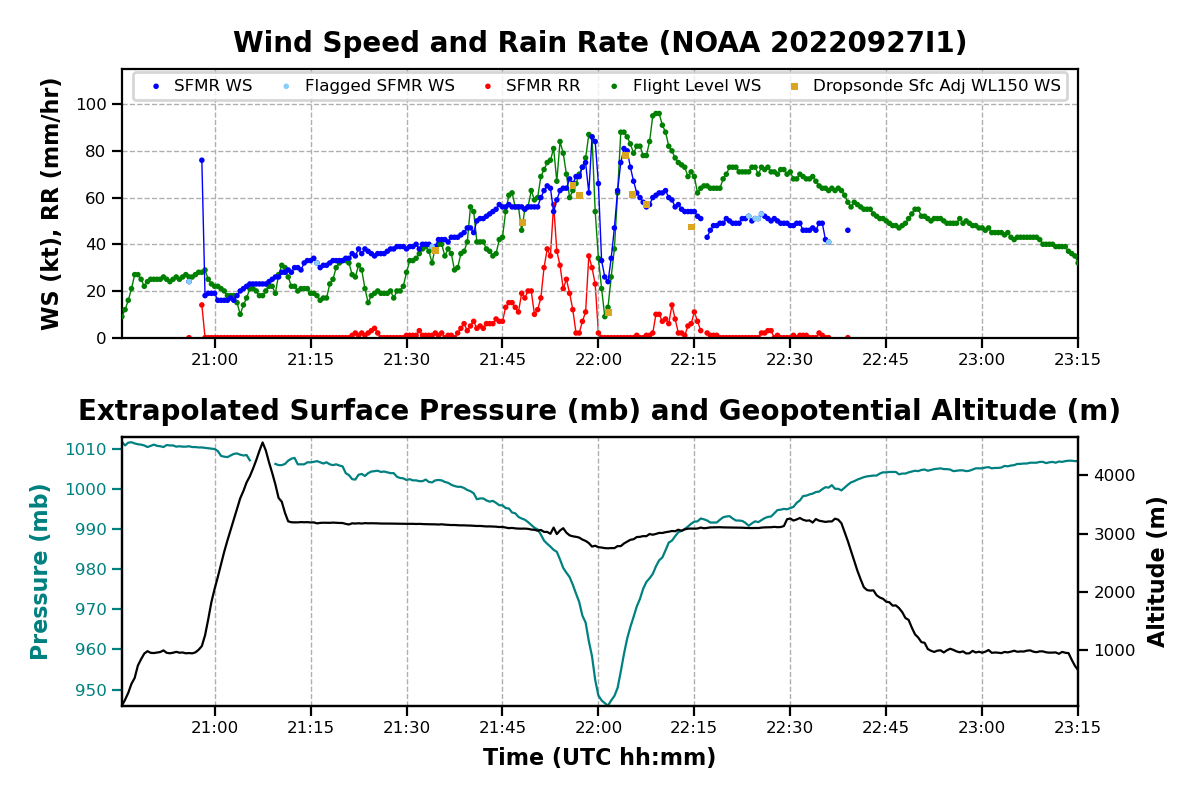 Wind Speed and Rain Rate (NOAA 20220927I1)
SFMR WS Flagged SFMR WS SFMR RR Flight Level WS Dropsonde Sfc Adj WL150 WS
WS (kt), RR (mm/hr)
100
80
60
40
20
0
21:00 21:15 21:30 21:45 22:00 22:15 22:30 22:45 23:00 23:15
Extrapolated Surface Pressure (mb) and Geopotential Altitude (m)
Pressure (mb)
1010
1000
990
980
970
960
950
4000
3000
2000
1000
Altitude (m)
21:00 21:15 21:30 21:45 22:00 22:15 22:30 22:45 23:00 23:15
Time (UTC hh:mm)